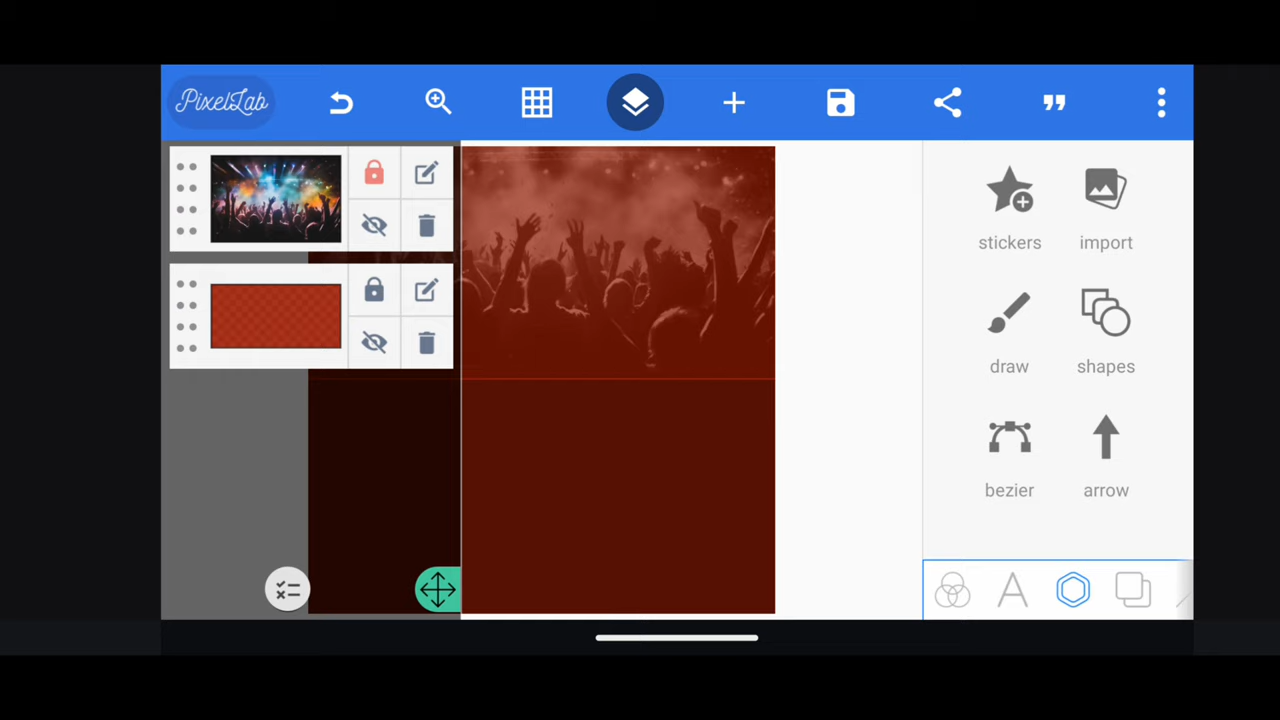 PixelLab
stickers
import
draw
shapes
bezier
arrow